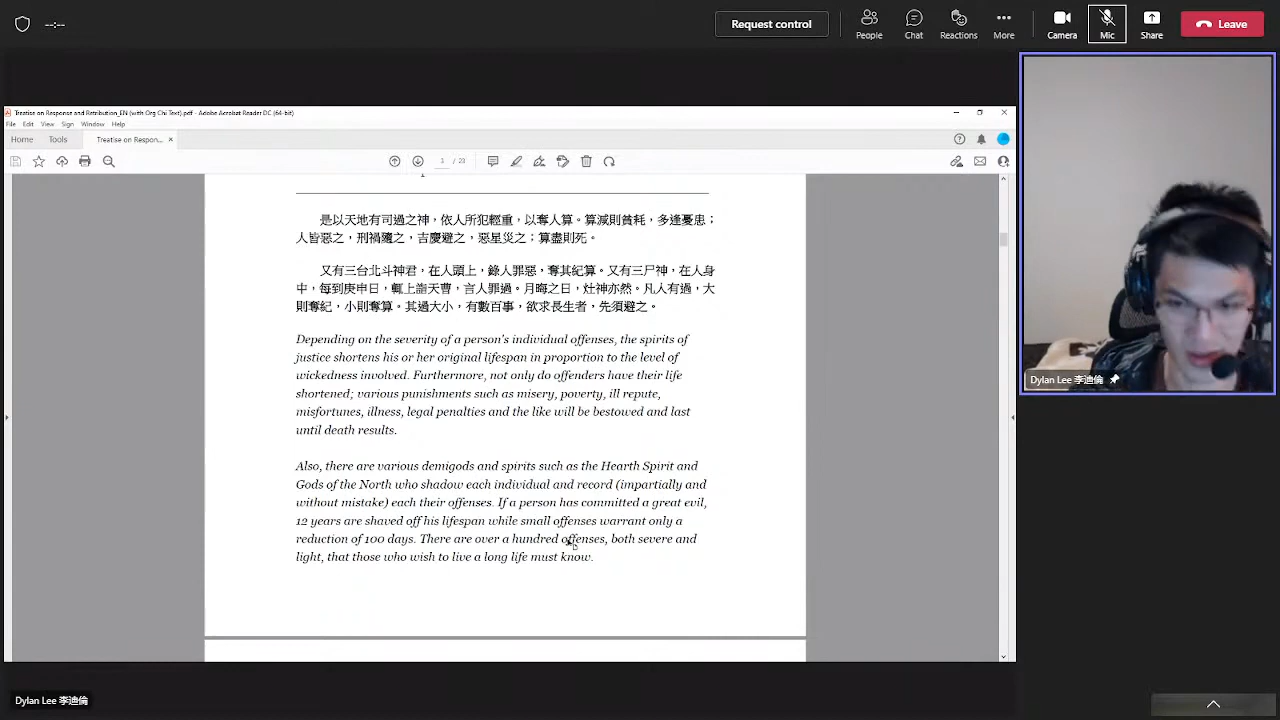 --:--
Request control
People
Chat
Reactions
More
Camera
Mic
Share
Leave
Treatise on Response and Retribution_EN (with Org Chi Text).pdf - Adobe Acrobat Reader DC (64-bit)
File Edit View Sign Window Help
Home Tools Treatise on Respon... ×
1 / 23
是以天地有司過之神，依人所犯輕重，以奪人算。算減則貧耗，多逢憂患；
人皆惡之，刑禍隨之，吉慶避之，惡星災之；算盡則死。
又有三台北斗神君，在人頭上，錄人罪惡，奪其紀算。又有三尸神，在人身
中，每到庚申日，輒上詣天曹，言人罪過。月晦之日，灶神亦然。凡人有過，大
則奪紀，小則奪算。其過大小，有數百事，欲求長生者，先須避之。
Depending on the severity of a person's individual offenses, the spirits of
justice shortens his or her original lifespan in proportion to the level of
wickedness involved. Furthermore, not only do offenders have their life
shortened; various punishments such as misery, poverty, ill repute,
misfortunes, illness, legal penalties and the like will be bestowed and last
until death results.
Also, there are various demigods and spirits such as the Hearth Spirit and
Gods of the North who shadow each individual and record (impartially and
without mistake) each their offenses. If a person has committed a great evil,
12 years are shaved off his lifespan while small offenses warrant only a
reduction of 100 days. There are over a hundred offenses, both severe and
light, that those who wish to live a long life must know.
Dylan Lee 李迪倫
Dylan Lee 李迪倫